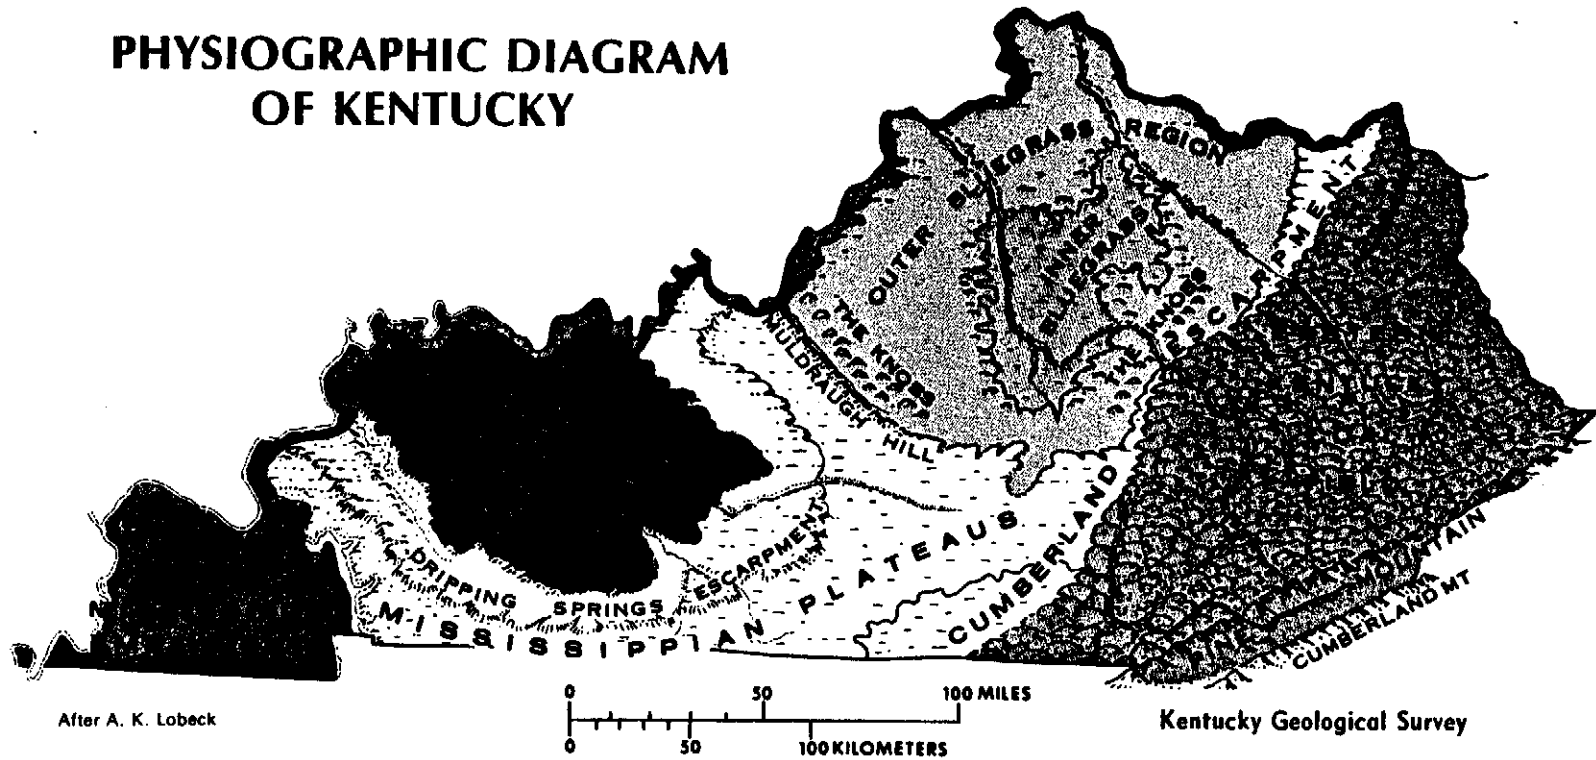 PHYSIOGRAPHIC DIAGRAM
OF KENTUCKY
OUTER BLUEGRASS REGION
INNER
BLUEGRASS
THE KNOBS
THE KNOBS
MULDRAUGH HILL
CUMBERLAND ESCARPMENT
DRIPPING SPRINGS ESCARPMENT
MISSISSIPPIAN PLATEAUS
PINE MOUNTAIN
CUMBERLAND MT
0 50 100 MILES
0 50 100 KILOMETERS
After A. K. Lobeck
Kentucky Geological Survey